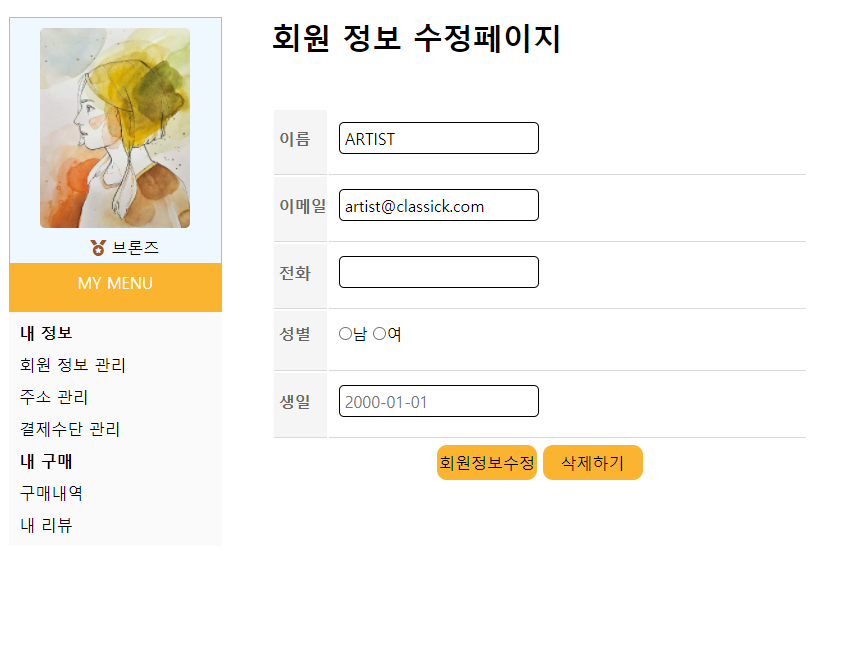 브론즈
MY MENU
내 정보
회원 정보 관리
주소 관리
결제수단 관리
내 구매
구매내역
내 리뷰
회원 정보 수정페이지
이름 ARTIST
이메일 artist@classick.com
전화
성별 남 여
생일 2000-01-01
회원정보수정 삭제하기